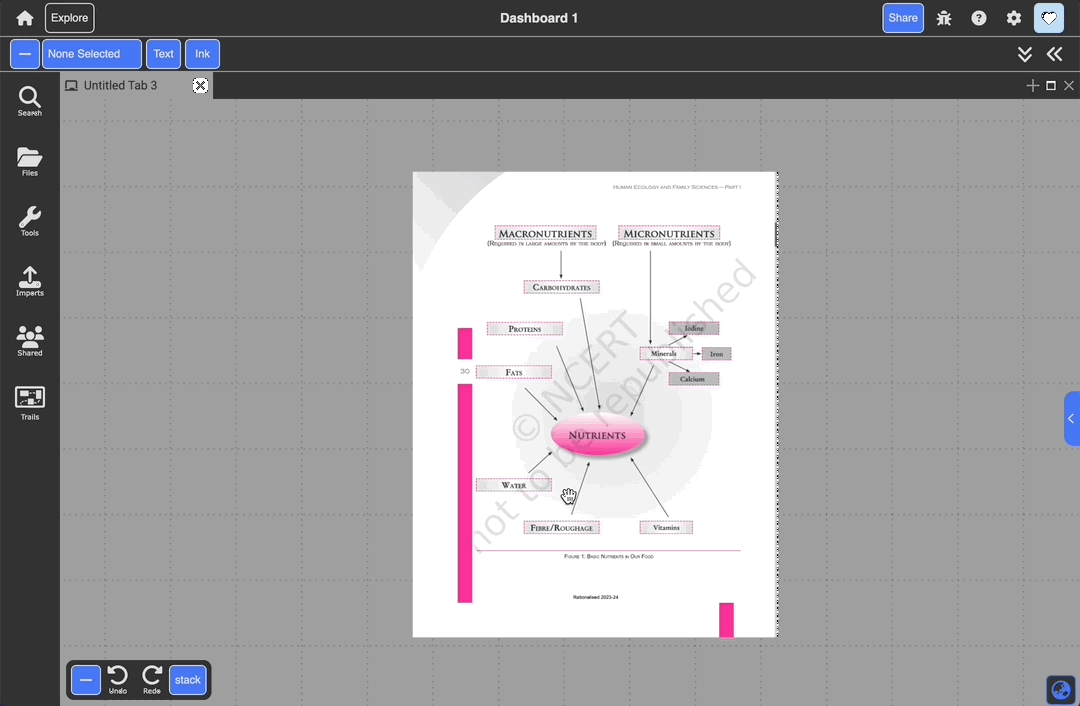 Explore
Dashboard 1
Share
None Selected
Text
Ink
Untitled Tab 3
Search
Files
Tools
Imports
Shared
Trails
HUMAN ECOLOGY AND FAMILY SCIENCES – PART I
MACRONUTRIENTS
(REQUIRED IN LARGE AMOUNTS BY THE BODY)
MICRONUTRIENTS
(REQUIRED IN SMALL AMOUNTS BY THE BODY)
CARBOHYDRATES
PROTEINS
Iodine
Minerals
Iron
30
FATS
Calcium
NUTRIENTS
WATER
FIBRE/ROUGHAGE
Vitamins
FIGURE 1: BASIC NUTRIENTS IN OUR FOOD
Rationalised 2023-24
© NCERT
not to be republished
Undo
Redo
stack